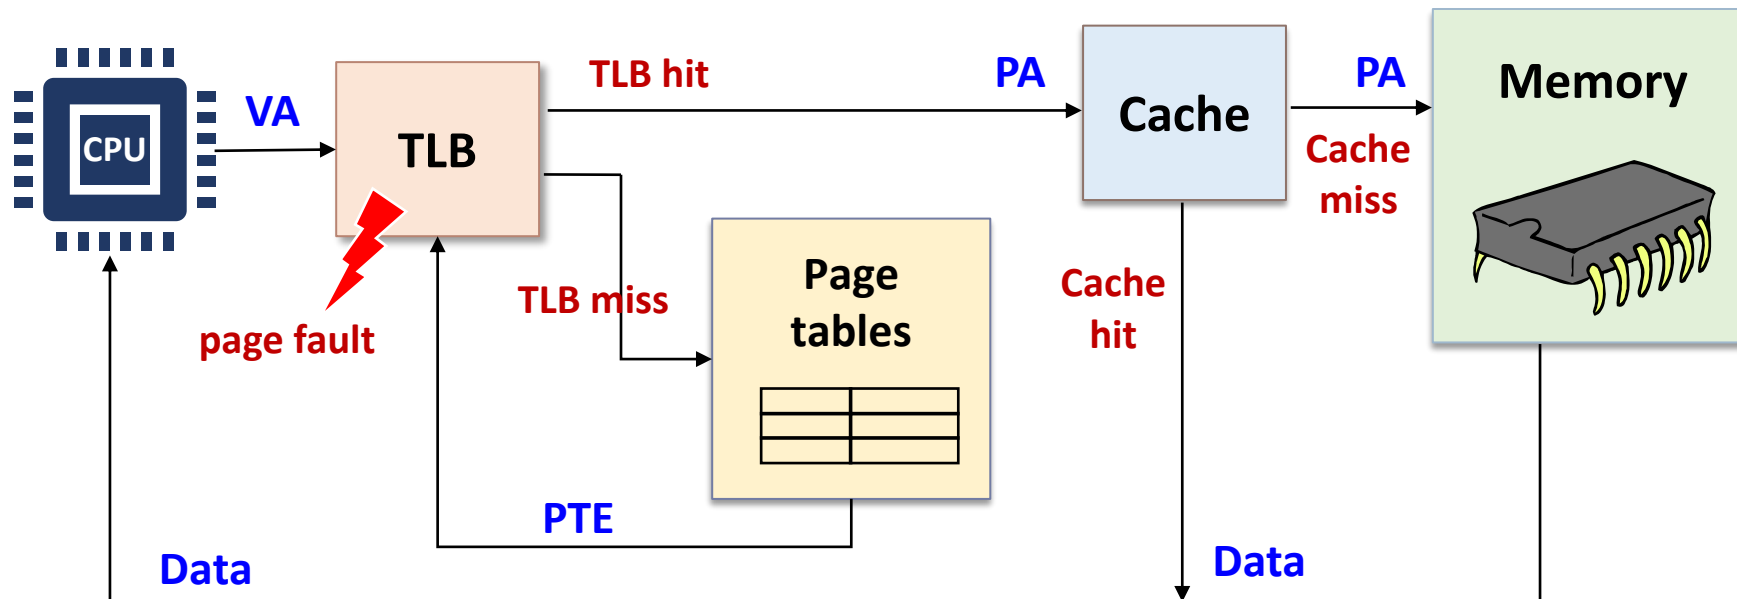 CPU
VA
TLB
TLB hit
PA
Cache
PA
Memory
Cache
miss
page fault
TLB miss
Page
tables
Cache
hit
PTE
Data
Data